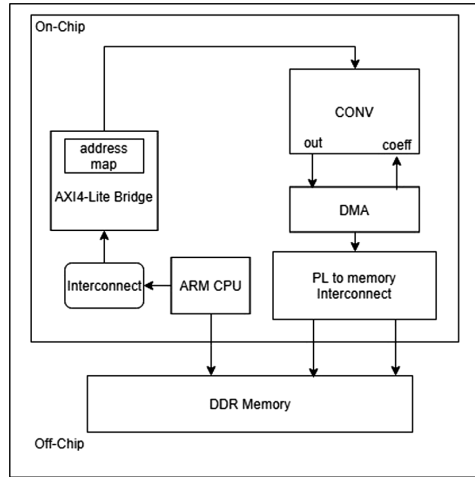 On-Chip
CONV
out
coeff
address
map
AXI4-Lite Bridge
DMA
Interconnect
ARM CPU
PL to memory
Interconnect
DDR Memory
Off-Chip